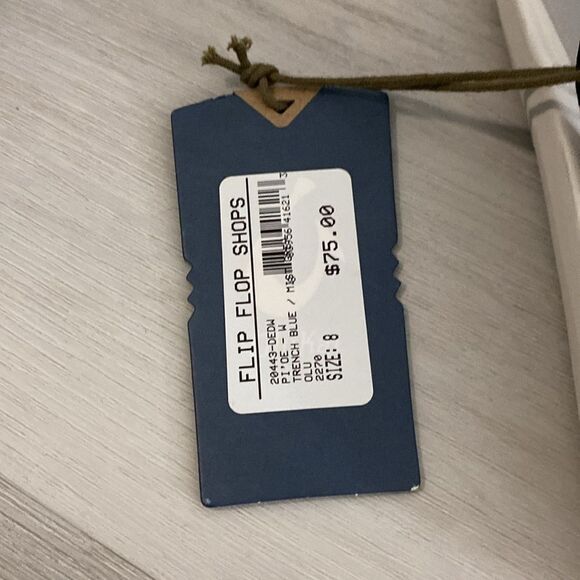 FLIP FLOP SHOPS
20443-DEDW
PI'OE - W
TRENCH BLUE / MIST
OLU
2270
SIZE: 8
$75.00